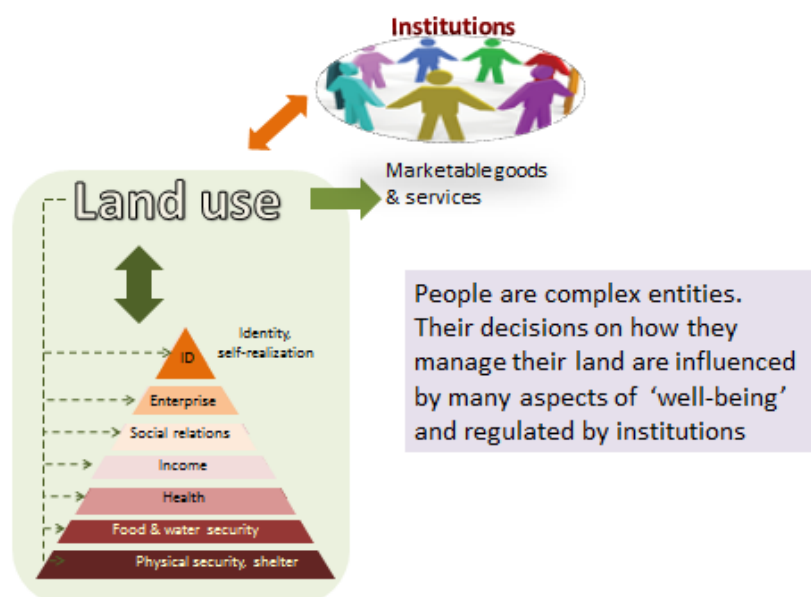 Institutions
Marketable goods
& services
Land use
Identity,
self-realization
ID
Enterprise
Social relations
Income
Health
Food & water security
Physical security, shelter
People are complex entities.
Their decisions on how they
manage their land are influenced
by many aspects of ‘well-being’
and regulated by institutions